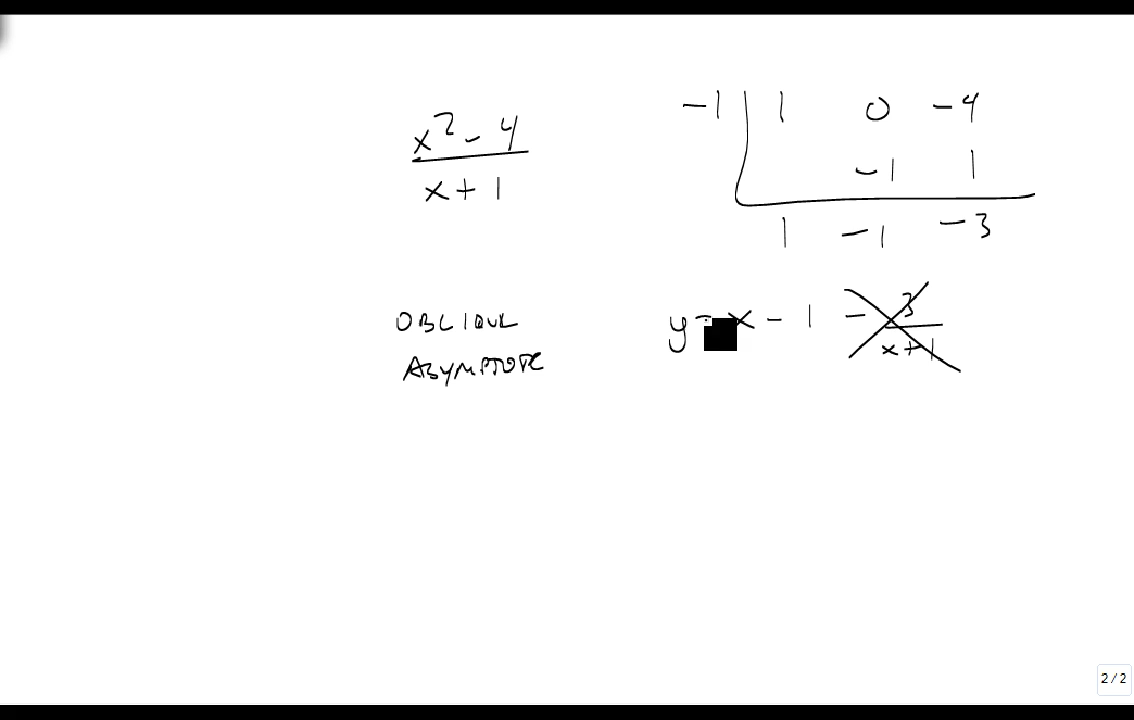 x² - 4
x + 1
-1 | 1 0 -4
-1 1
1 -1 -3
OBLIQUE
ASYMPTOTE
y = x - 1 - 3
x + 1
2/2